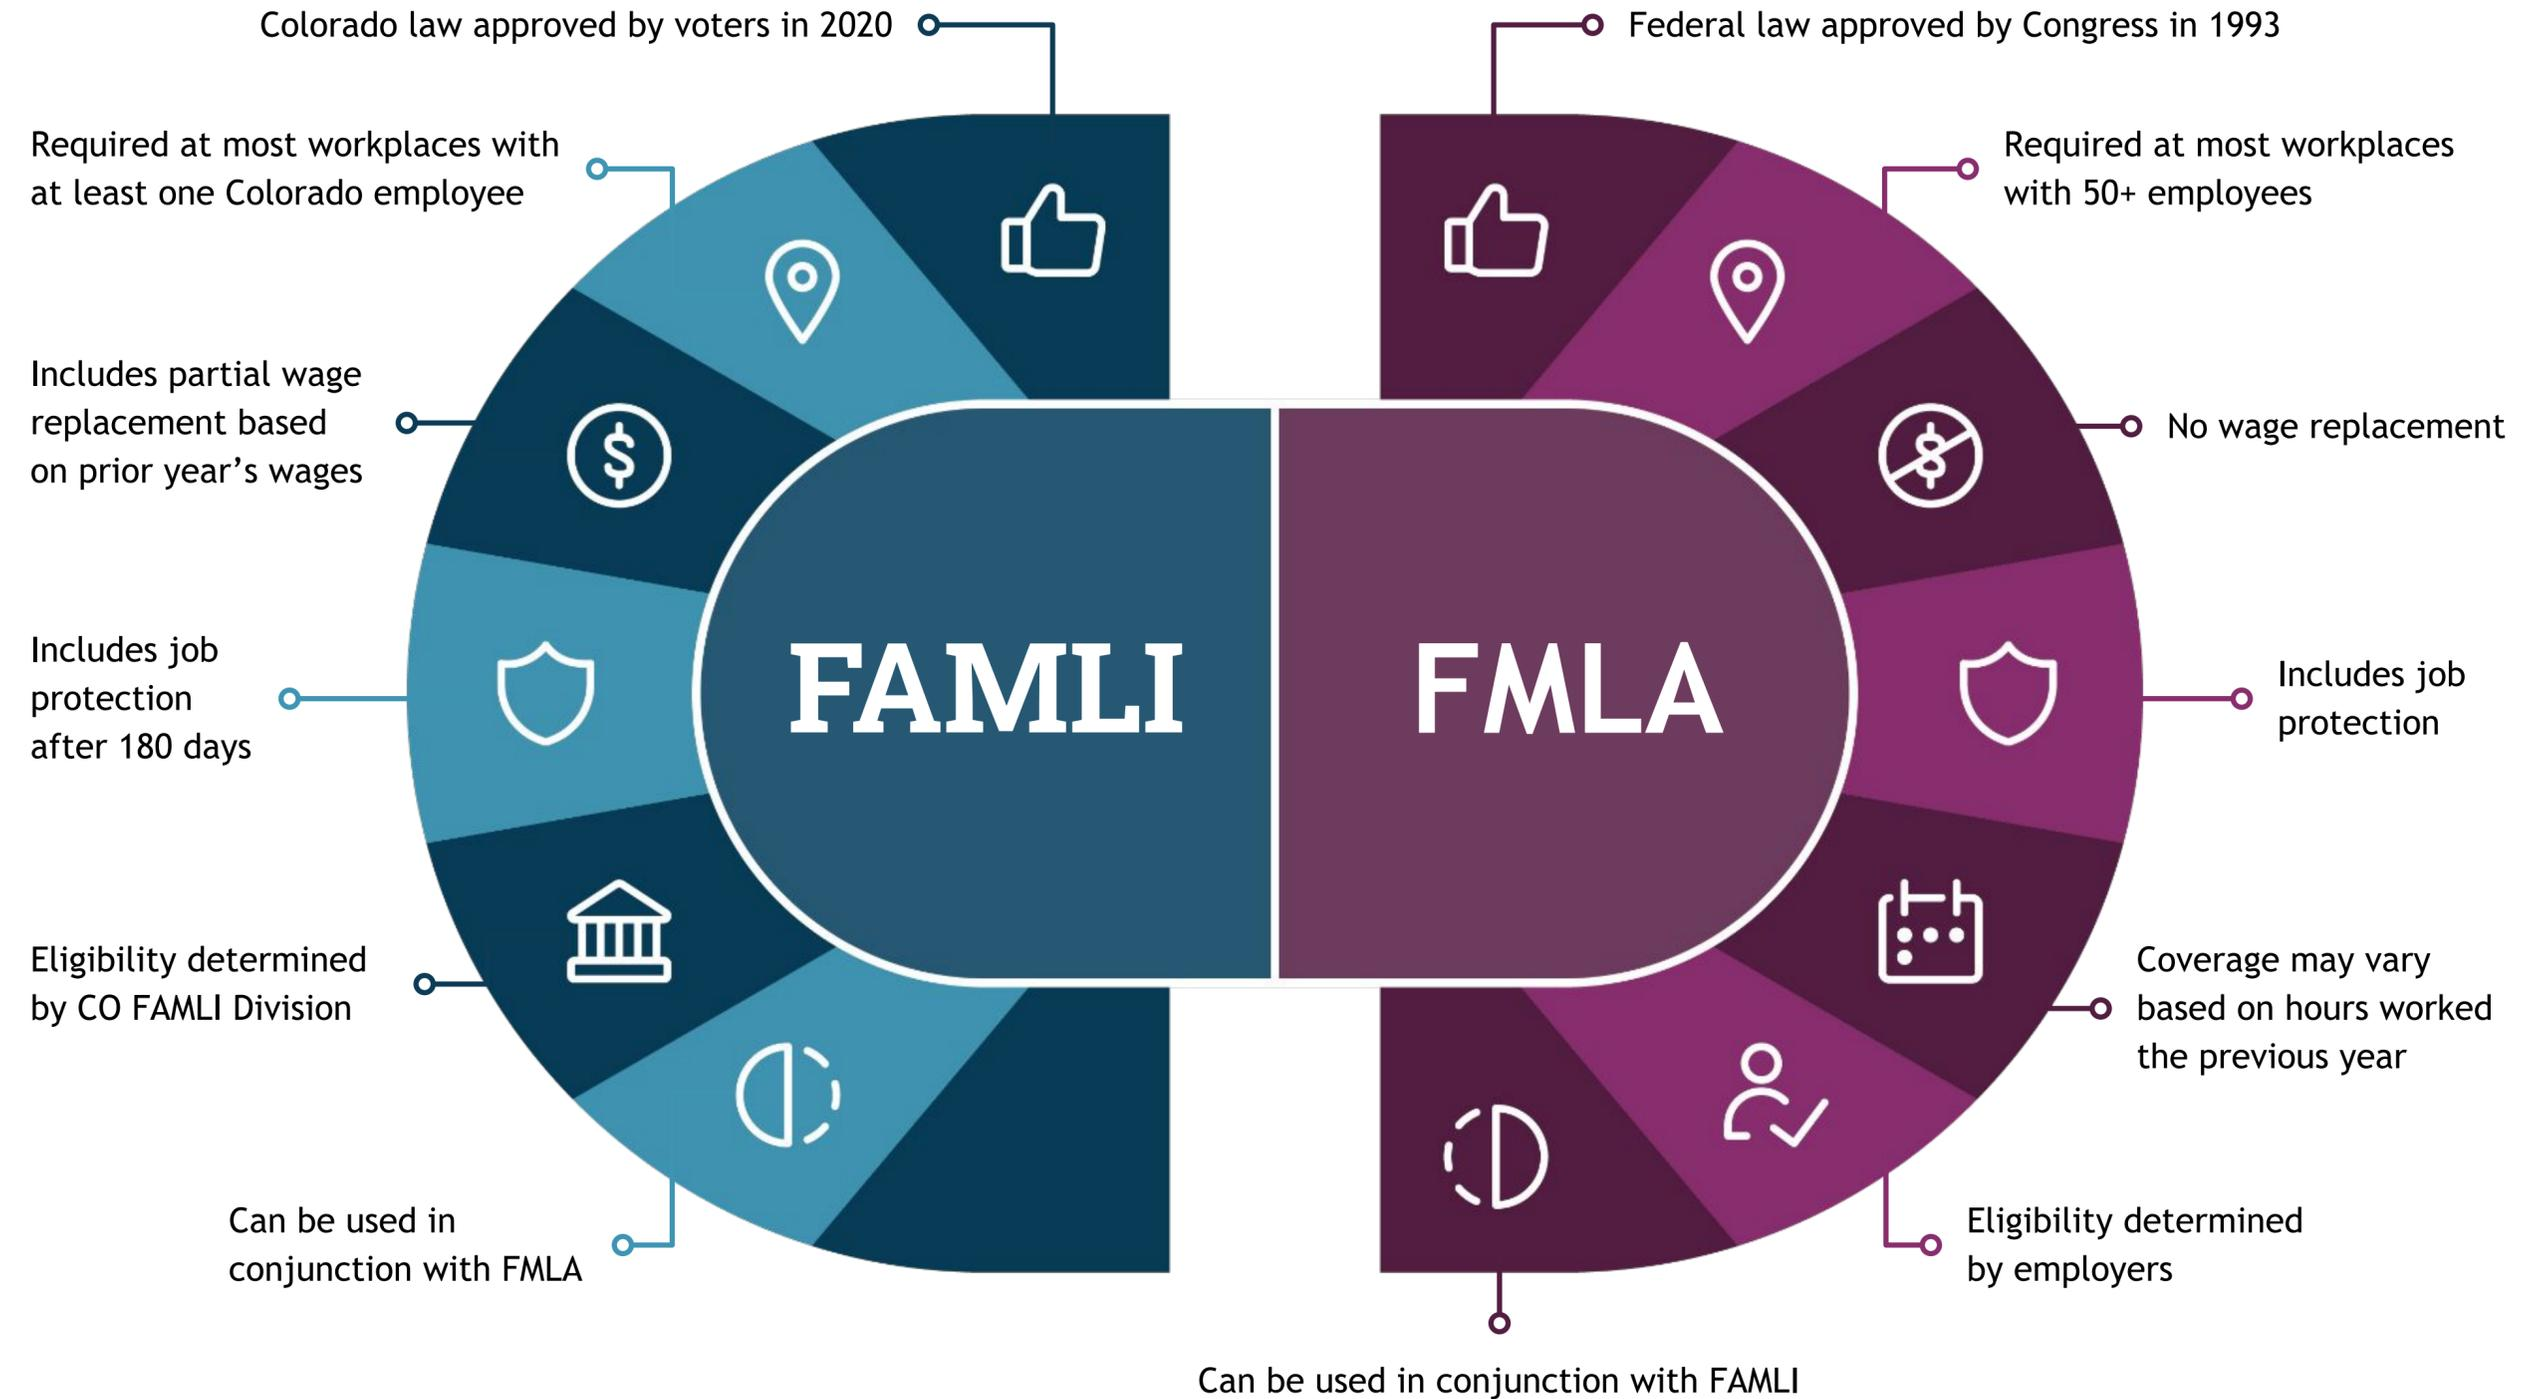 Colorado law approved by voters in 2020
Required at most workplaces with
at least one Colorado employee
Includes partial wage
replacement based
on prior year’s wages
Includes job
protection
after 180 days
Eligibility determined
by CO FAMLI Division
Can be used in
conjunction with FMLA
FAMLI
FMLA
Federal law approved by Congress in 1993
Required at most workplaces
with 50+ employees
No wage replacement
Includes job
protection
Coverage may vary
based on hours worked
the previous year
Eligibility determined
by employers
Can be used in conjunction with FAMLI